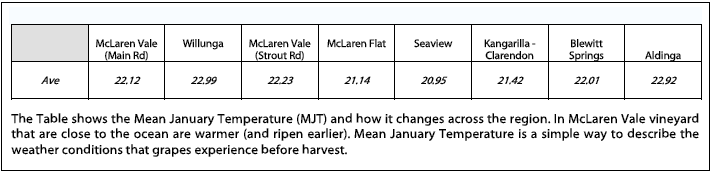 McLaren Vale (Main Rd) Willunga McLaren Vale (Strout Rd) McLaren Flat Seaview Kangarilla - Clarendon Blewitt Springs Aldinga
Ave 22.12 22.99 22.23 21.14 20.95 21.42 22.01 22.92
The Table shows the Mean January Temperature (MJT) and how it changes across the region. In McLaren Vale vineyard
that are close to the ocean are warmer (and ripen earlier). Mean January Temperature is a simple way to describe the
weather conditions that grapes experience before harvest.